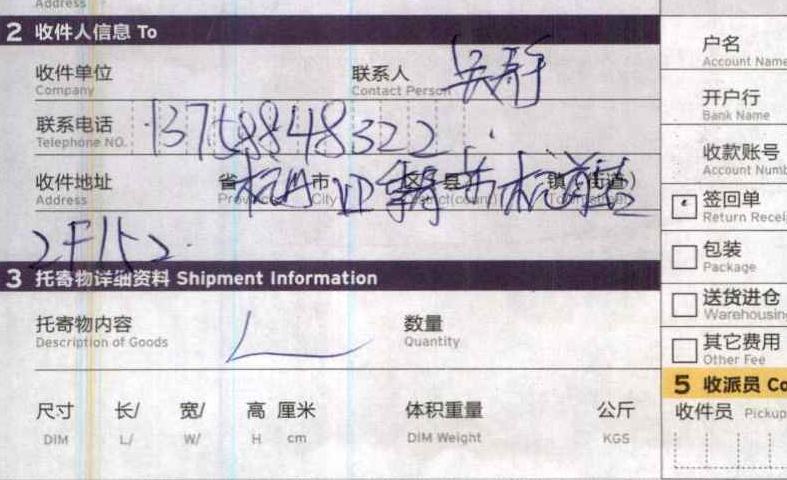 Address
2 收件人信息 To
户名
Account Name
收件单位 联系人 吴静
Company Contact Person
开户行
Bank Name
联系电话 13758848322
Telephone NO.
收款账号
Account Numb
收件地址 省 杭州 市 区 县 镇(街道)
Address Province City District(county) Town(street)
签回单
Return Recei
2F152
包装
Package
3 托寄物详细资料 Shipment Information
送货进仓
Warehousin
托寄物内容 数量
Description of Goods Quantity
其它费用
Other Fee
5 收派员 Co
尺寸 长/ 宽/ 高 厘米 体积重量 公斤
DIM L/ W/ H cm DIM Weight KGS
收件员 Pickup